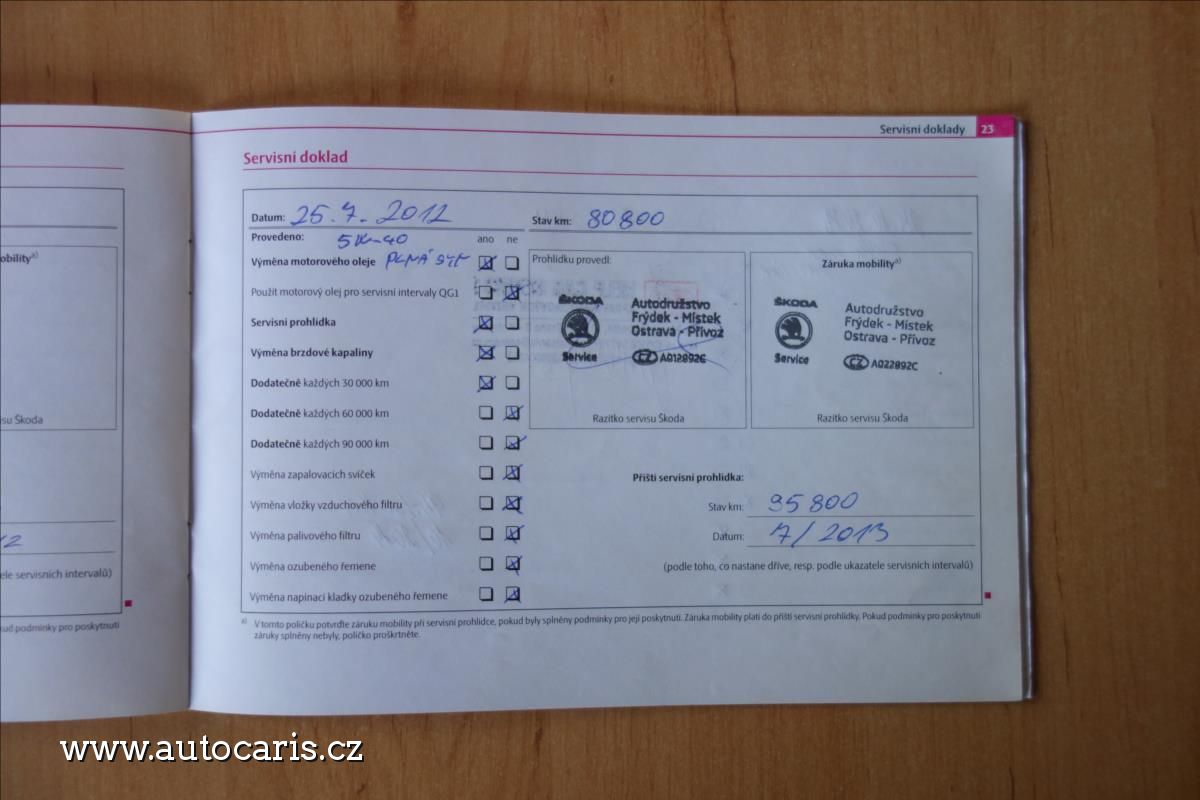 Servisní doklady 23
Servisní doklad
Datum: 25.7.2012
Stav km: 80800
Provedeno: 5W-40
ano ne
Výměna motorového oleje
Použit motorový olej pro servisní intervaly QG1
Servisní prohlídka
Výměna brzdové kapaliny
Dodatečně každých 30 000 km
Dodatečně každých 60 000 km
Dodatečně každých 90 000 km
Výměna zapalovacích svíček
Výměna vložky vzduchového filtru
Výměna palivového filtru
Výměna ozubeného řemene
Výměna napínací kladky ozubeného řemene
Prohlídku provedl:
ŠKODA
Service
Autodružstvo
Frýdek - Místek
Ostrava - Přívoz
CZ A012892C
Razítko servisu Škoda
Záruka mobility a)
ŠKODA
Service
Autodružstvo
Frýdek - Místek
Ostrava - Přívoz
CZ A022892C
Razítko servisu Škoda
Příští servisní prohlídka:
Stav km: 95800
Datum: 7/2013
(podle toho, co nastane dříve, resp. podle ukazatele servisních intervalů)
a) V tomto políčku potvrďte záruku mobility při servisní prohlídce, pokud byly splněny podmínky pro její poskytnutí. Záruka mobility platí do příští servisní prohlídky. Pokud podmínky pro poskytnutí
záruky splněny nebyly, políčko proškrtněte.
obility a)
su Škoda
ele servisních intervalů)
kud podmínky pro poskytnutí
www.autocaris.cz